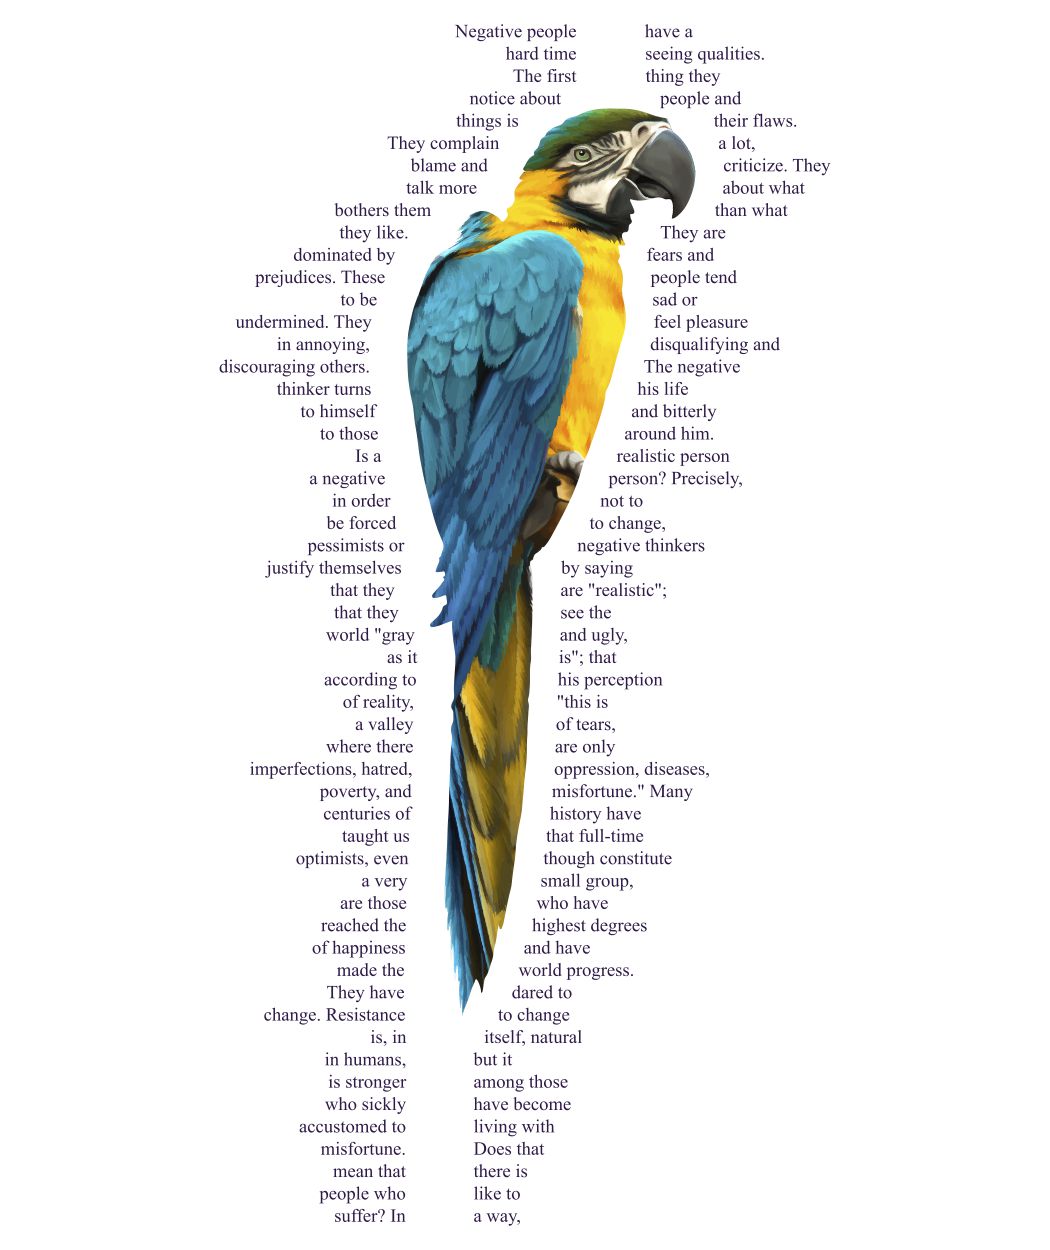 Negative people have a
hard time seeing qualities.
The first thing they
notice about people and
things is their flaws.
They complain a lot,
blame and criticize. They
talk more about what
bothers them than what
they like. They are
dominated by fears and
prejudices. These people tend
to be sad or
undermined. They feel pleasure
in annoying, disqualifying and
discouraging others. The negative
thinker turns his life
to himself and bitterly
to those around him.
Is a realistic person
a negative person? Precisely,
in order not to
be forced to change,
pessimists or negative thinkers
justify themselves by saying
that they are "realistic";
that they see the
world "gray and ugly,
as it is"; that
according to his perception
of reality, "this is
a valley of tears,
where there are only
imperfections, hatred, oppression, diseases,
poverty, and misfortune." Many
centuries of history have
taught us that full-time
optimists, even though constitute
a very small group,
are those who have
reached the highest degrees
of happiness and have
made the world progress.
They have dared to
change. Resistance to change
is, in itself, natural
in humans, but it
is stronger among those
who sickly have become
accustomed to living with
misfortune. Does that
mean that there is
people who like to
suffer? In a way,